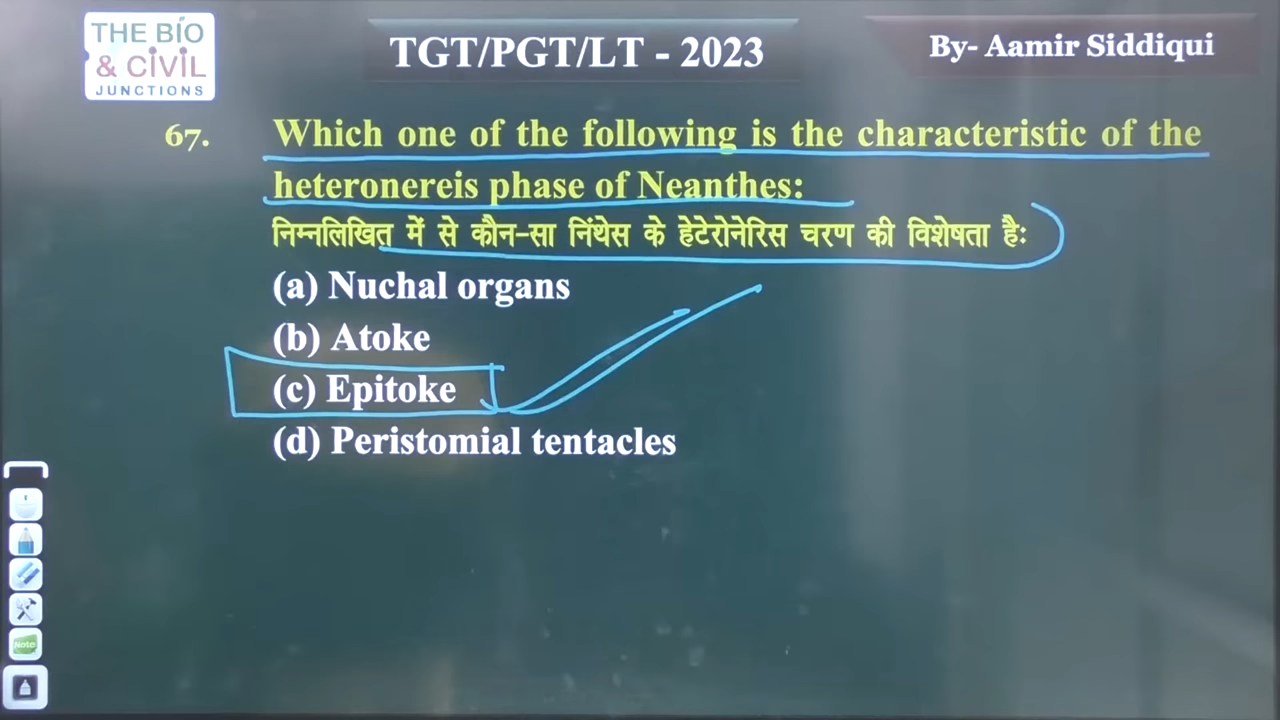 THE BIO
& CIVIL
JUNCTIONS
TGT/PGT/LT - 2023
By- Aamir Siddiqui
67. Which one of the following is the characteristic of the
heteronereis phase of Neanthes:
निम्नलिखित में से कौन-सा निंथेस के हेटेरोनेरिस चरण की विशेषता है:
(a) Nuchal organs
(b) Atoke
(c) Epitoke
(d) Peristomial tentacles
Note